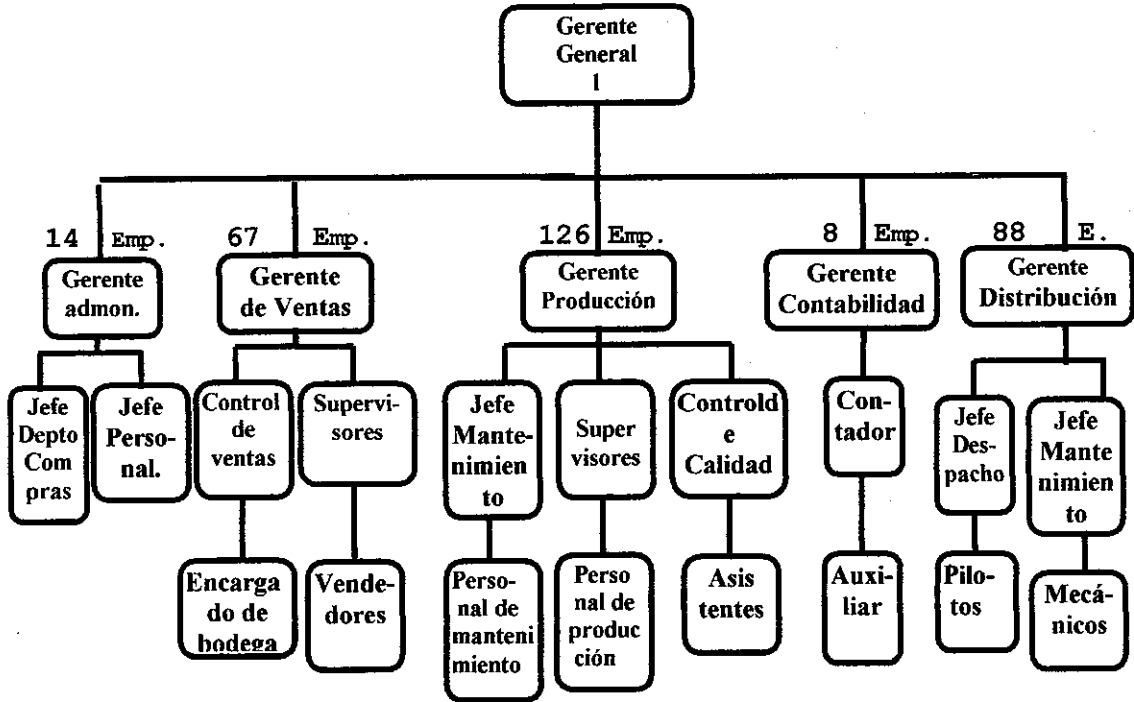 Gerente
General
1
14 Emp.
67 Emp.
126 Emp.
8 Emp.
88 E.
Gerente
admon.
Gerente
de Ventas
Gerente
Producción
Gerente
Contabilidad
Gerente
Distribución
Jefe
Depto
Com
pras
Jefe
Perso-
nal.
Control
de
ventas
Supervi-
sores
Jefe
Mante-
nimien
to
Super
visores
Controld
e
Calidad
Con-
tador
Jefe
Des-
pacho
Jefe
Mante
nimien
to
Encarga
do de
bodega
Vende-
dores
Perso-
nal de
manteni
miento
Perso
nal de
produc
ción
Asis
tentes
Auxi-
liar
Pilo-
tos
Mecá-
nicos